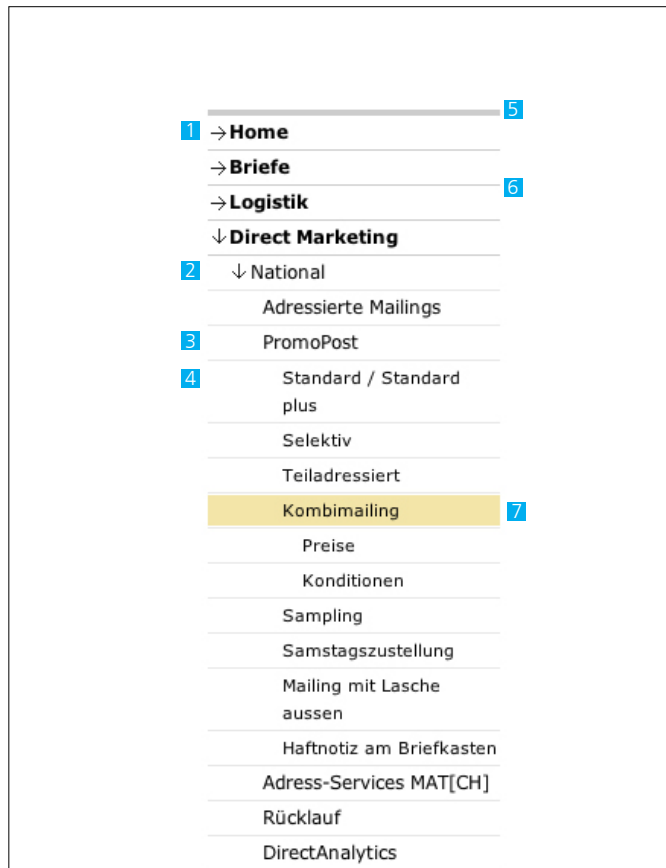 5
1 →Home
→Briefe
6
→Logistik
↓Direct Marketing
2 ↓National
Adressierte Mailings
3 PromoPost
4 Standard / Standard
plus
Selektiv
Teiladressiert
Kombimailing 7
Preise
Konditionen
Sampling
Samstagszustellung
Mailing mit Lasche
aussen
Haftnotiz am Briefkasten
Adress-Services MAT[CH]
Rücklauf
DirectAnalytics